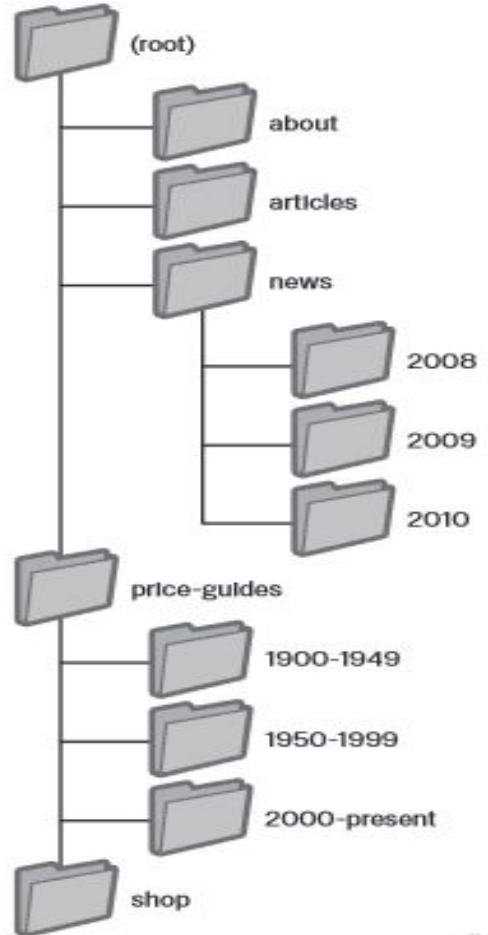 (root)
about
articles
news
2008
2009
2010
price-guides
1900-1949
1950-1999
2000-present
shop